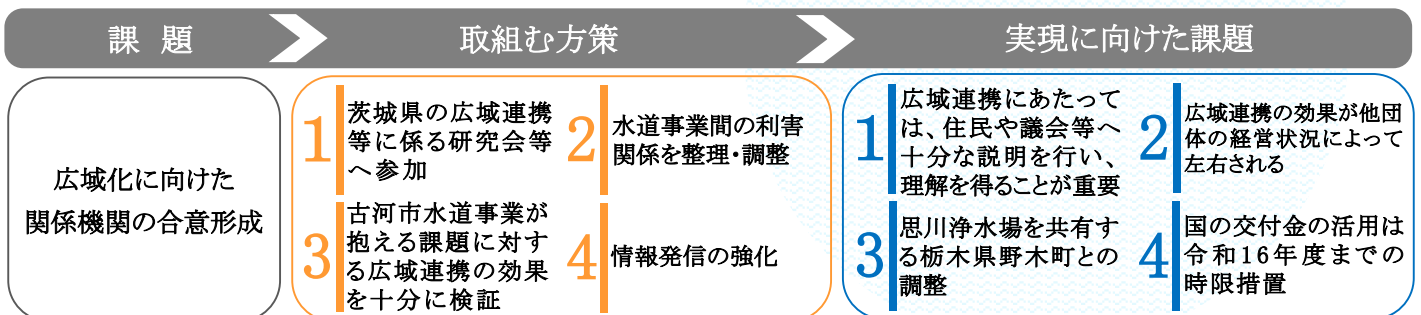 課 題
取組む方策
実現に向けた課題
広域化に向けた
関係機関の合意形成
1
茨城県の広域連携
等に係る研究会等
へ参加
2
水道事業間の利害
関係を整理・調整
3
古河市水道事業が
抱える課題に対す
る広域連携の効果
を十分に検証
4
情報発信の強化
1
広域連携にあたって
は、住民や議会等へ
十分な説明を行い、
理解を得ることが重要
2
広域連携の効果が他団
体の経営状況によって
左右される
3
思川浄水場を共有す
る栃木県野木町との
調整
4
国の交付金の活用は
令和16年度までの
時限措置